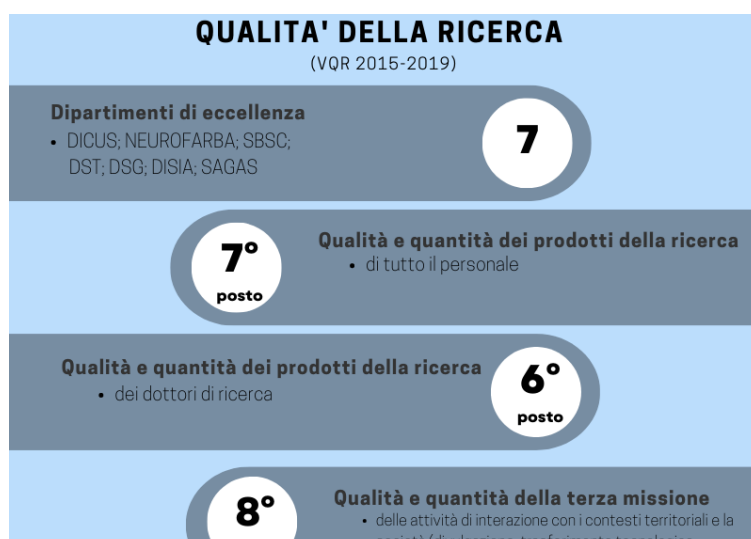 QUALITA' DELLA RICERCA
(VQR 2015-2019)
Dipartimenti di eccellenza
• DICUS; NEUROFARBA; SBSC;
DST; DSG; DISIA; SAGAS
7
7°
posto
Qualità e quantità dei prodotti della ricerca
• di tutto il personale
Qualità e quantità dei prodotti della ricerca
• dei dottori di ricerca
6°
posto
8°
Qualità e quantità della terza missione
• delle attività di interazione con i contesti territoriali e la